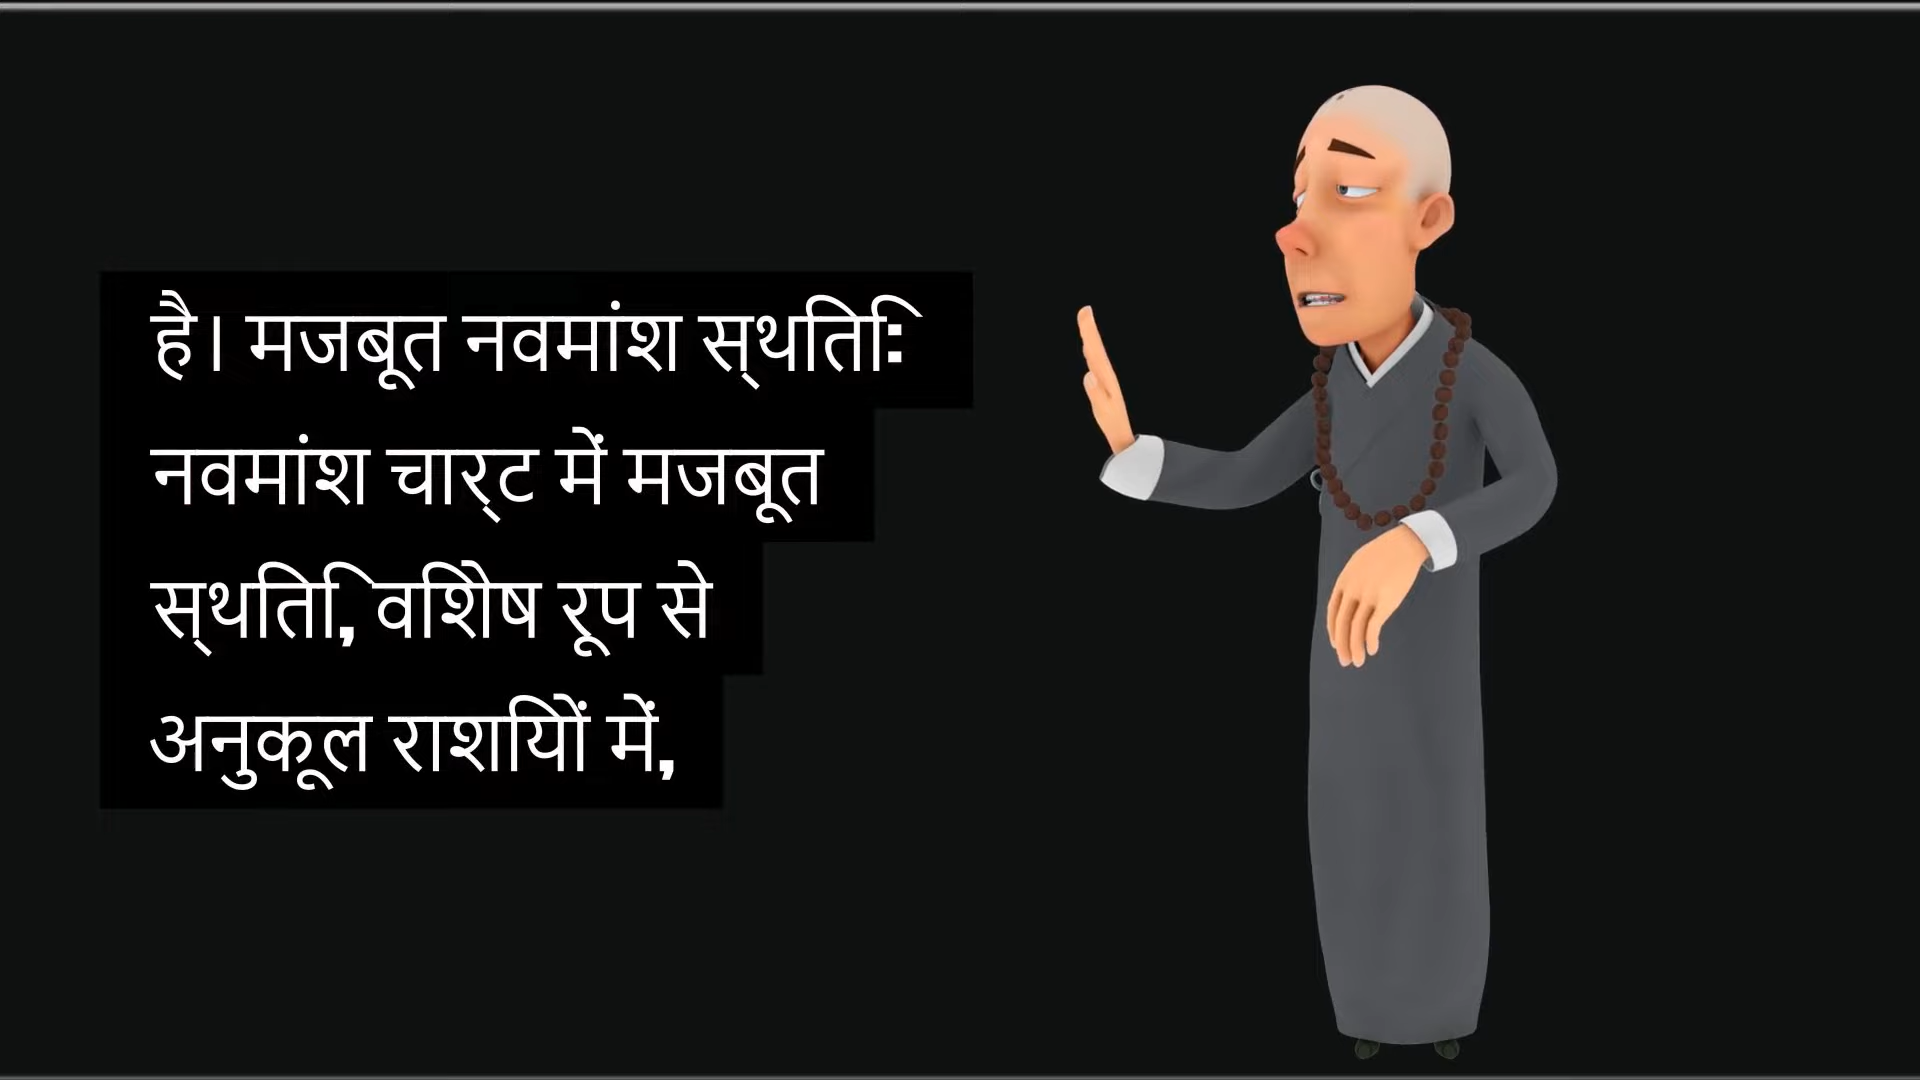 है। मजबूत नवमांश स्थिति:
नवमांश चार्ट में मजबूत
स्थिति, विशेष रूप से
अनुकूल राशियों में,